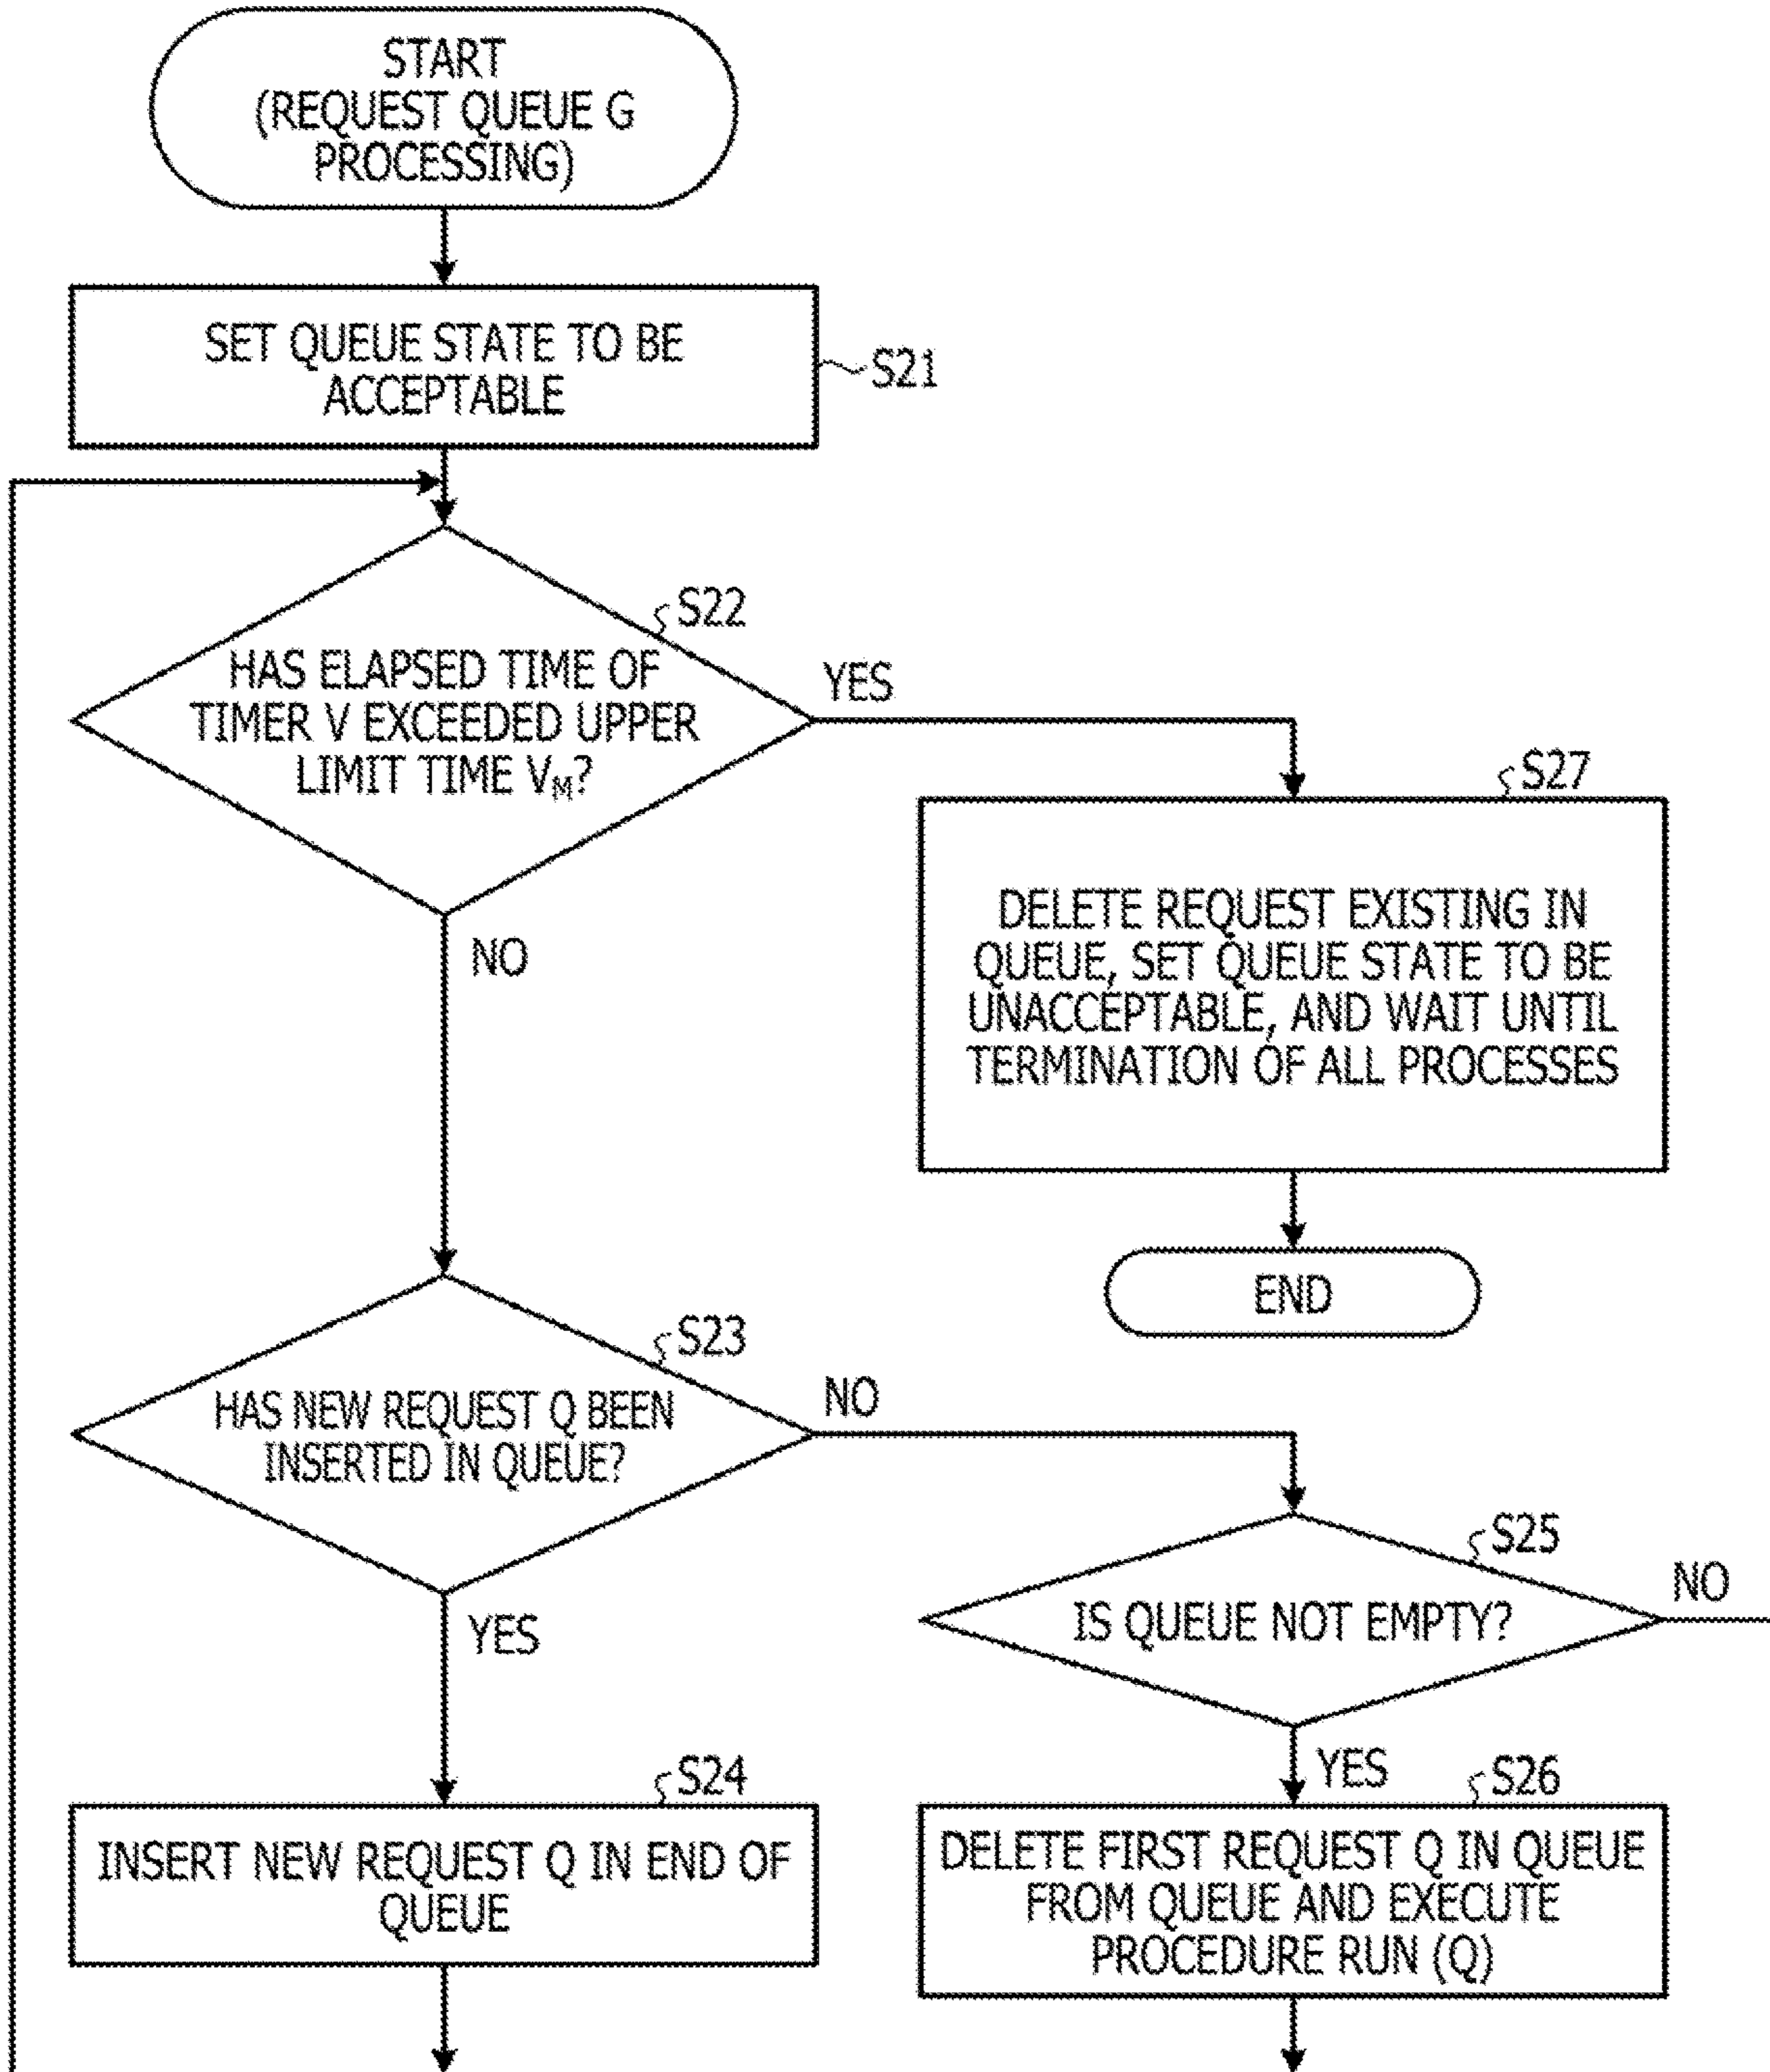 START
(REQUEST QUEUE G
PROCESSING)
SET QUEUE STATE TO BE
ACCEPTABLE
S21
S22
HAS ELAPSED TIME OF
TIMER V EXCEEDED UPPER
LIMIT TIME VM?
YES
NO
S27
DELETE REQUEST EXISTING IN
QUEUE, SET QUEUE STATE TO BE
UNACCEPTABLE, AND WAIT UNTIL
TERMINATION OF ALL PROCESSES
END
S23
HAS NEW REQUEST Q BEEN
INSERTED IN QUEUE?
NO
YES
S25
IS QUEUE NOT EMPTY?
NO
YES
S24
INSERT NEW REQUEST Q IN END OF
QUEUE
S26
DELETE FIRST REQUEST Q IN QUEUE
FROM QUEUE AND EXECUTE
PROCEDURE RUN (Q)